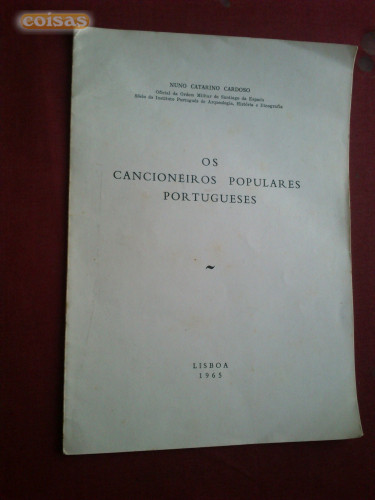 coisas
NUNO CATARINO CARDOSO
Oficial da Ordem Militar de Santiago da Espada
Sócio do Instituto Português de Arqueologia, História e Etnografia
OS
CANCIONEIROS POPULARES
PORTUGUESES
~
LISBOA
1965